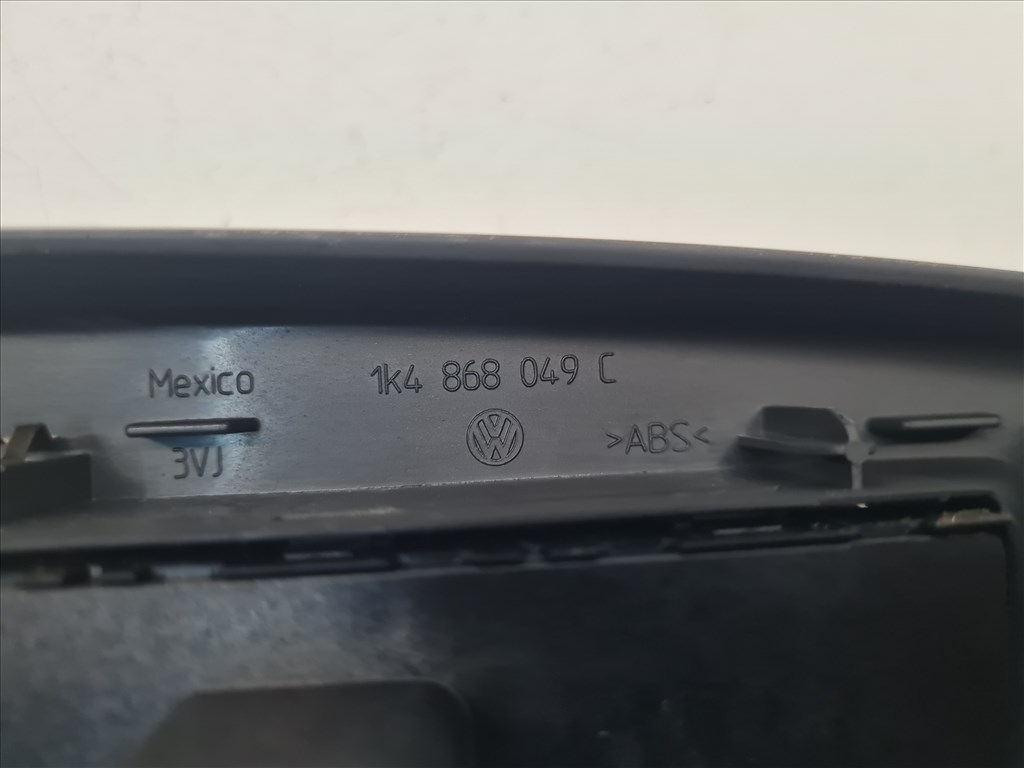 Mexico
1k4 868 049 C
3VJ
>ABS<